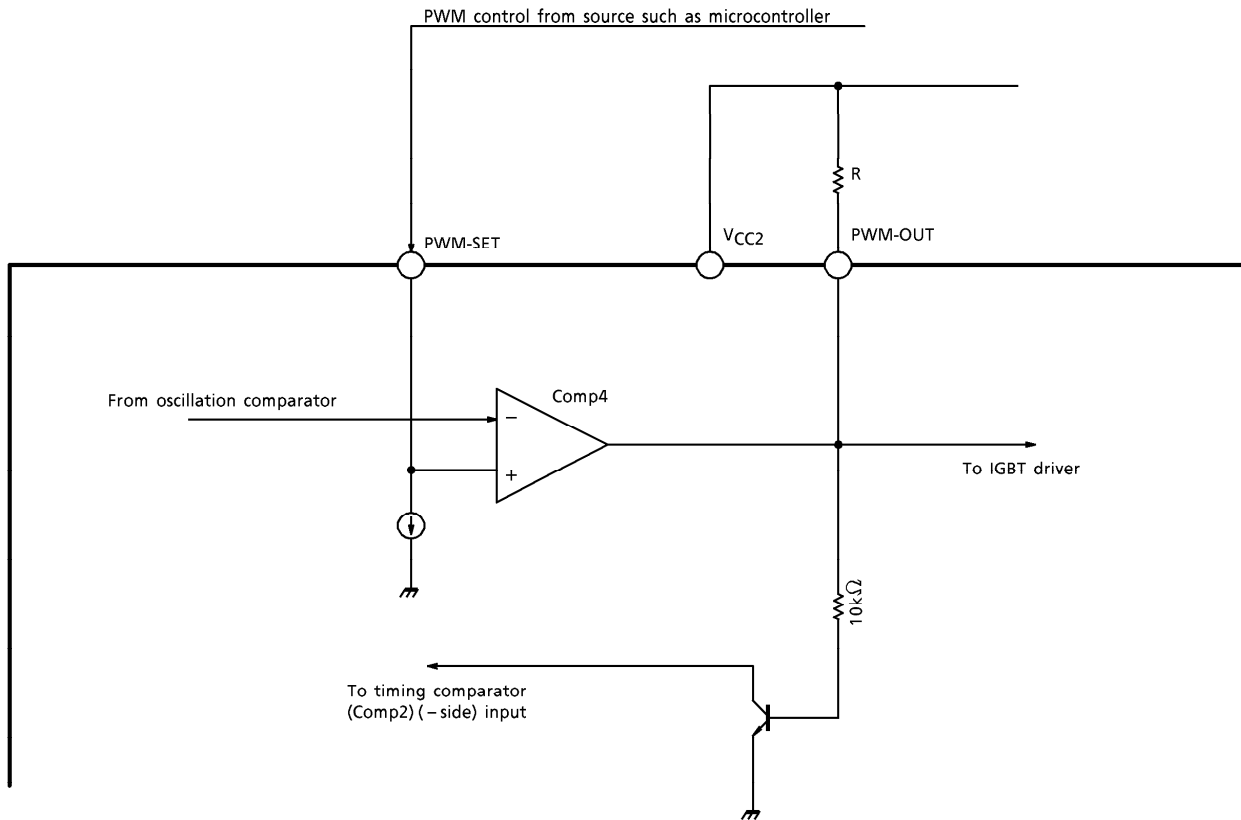 PWM control from source such as microcontroller
R
PWM-SET
VCC2
PWM-OUT
Comp4
From oscillation comparator
−
+
To IGBT driver
10kΩ
To timing comparator
(Comp2) (−side) input